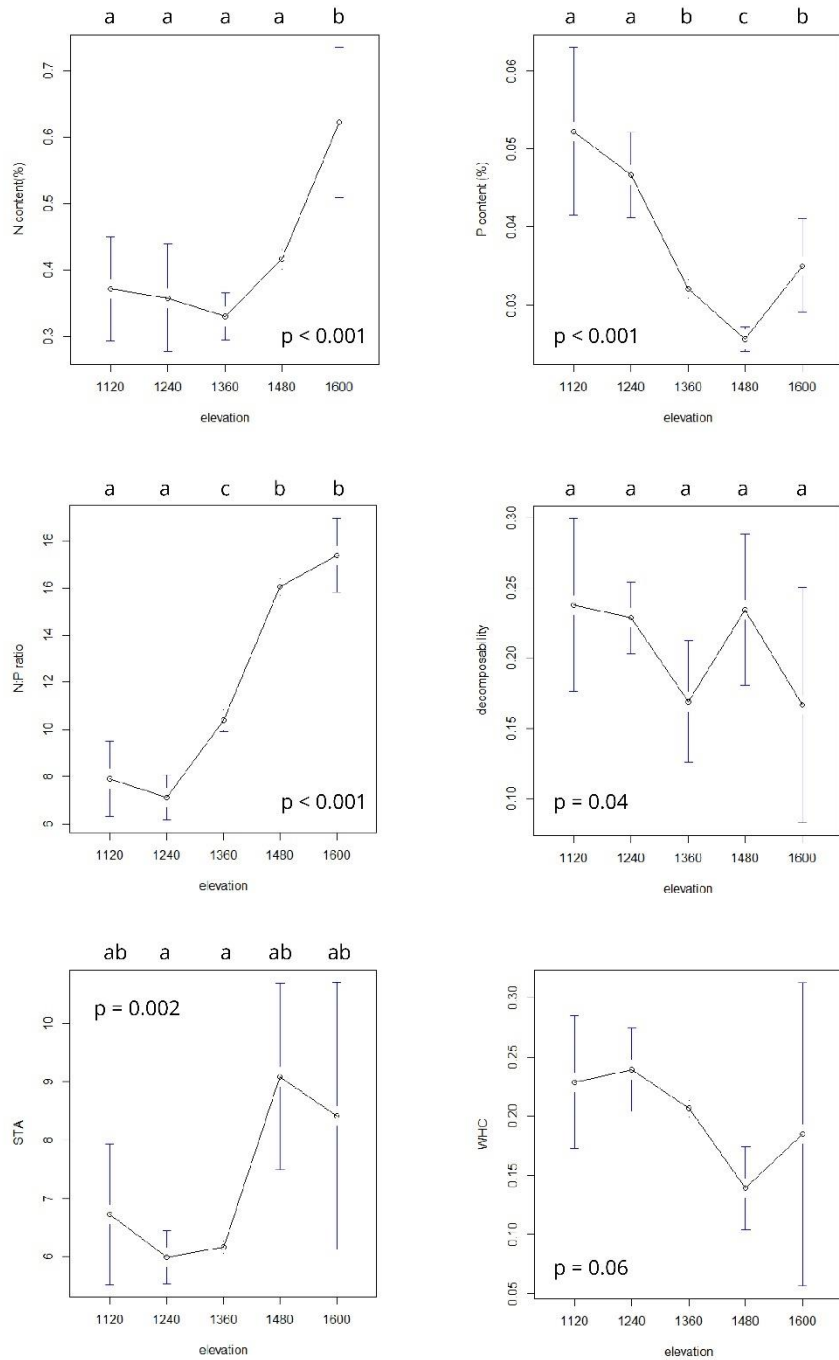 a a a a b
a a b c b
N content(%)
0.7
0.6
0.5
0.4
0.3
p < 0.001
1120 1240 1360 1480 1600
elevation
P content (%)
0.06
0.05
0.04
0.03
p < 0.001
1120 1240 1360 1480 1600
elevation
a a c b b
a a a a a
N:P ratio
18
16
14
12
10
8
6
p < 0.001
1120 1240 1360 1480 1600
elevation
decomposability
0.30
0.25
0.20
0.15
0.10
p = 0.04
1120 1240 1360 1480 1600
elevation
ab a a ab ab
STA
p = 0.002
10
9
8
7
6
1120 1240 1360 1480 1600
elevation
WHC
0.30
0.25
0.20
0.15
0.10
0.05
p = 0.06
1120 1240 1360 1480 1600
elevation